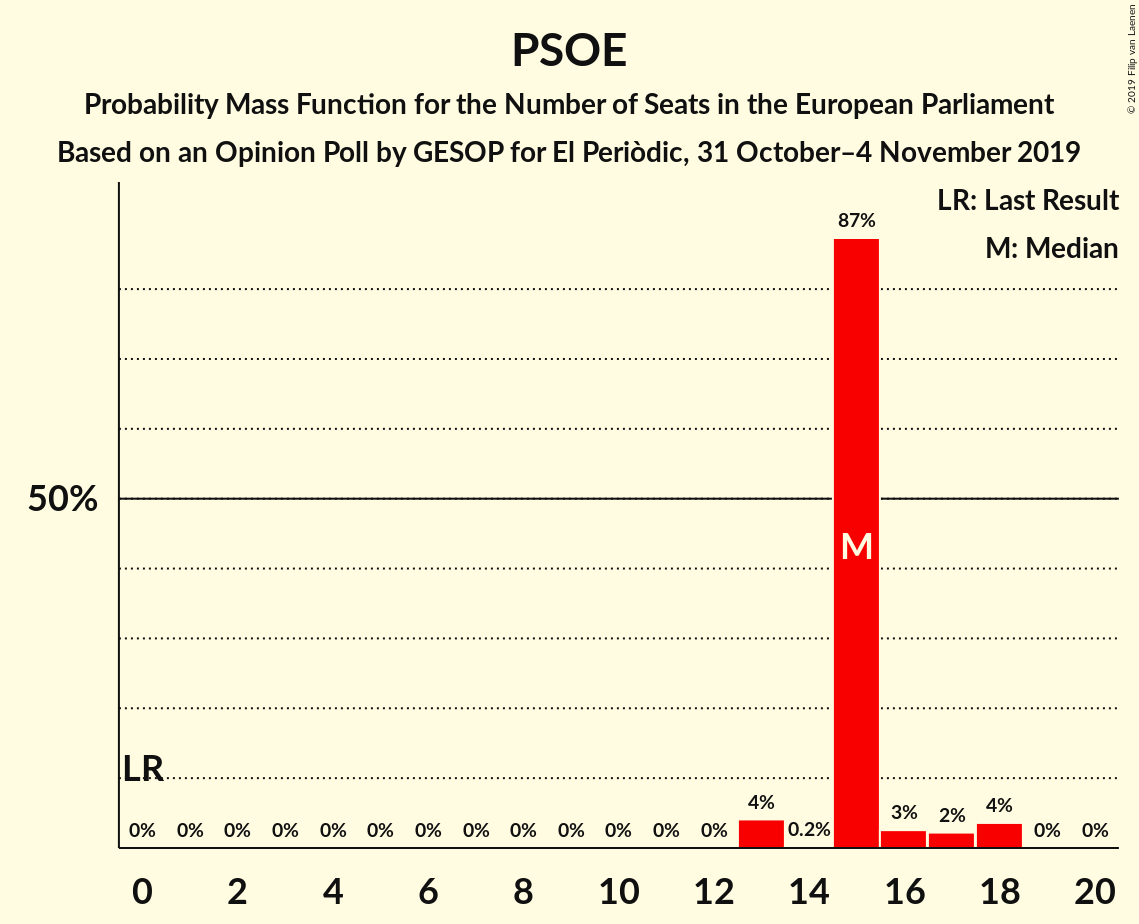 PSOE
Probability Mass Function for the Number of Seats in the European Parliament
Based on an Opinion Poll by GESOP for El Periòdic, 31 October–4 November 2019
© 2019 Filip van Laenen
LR: Last Result
M: Median
87%
50%
M
LR
0% 0% 0% 0% 0% 0% 0% 0% 0% 0% 0% 0% 0% 4% 0.2% 3% 2% 4% 0% 0%
0 2 4 6 8 10 12 14 16 18 20